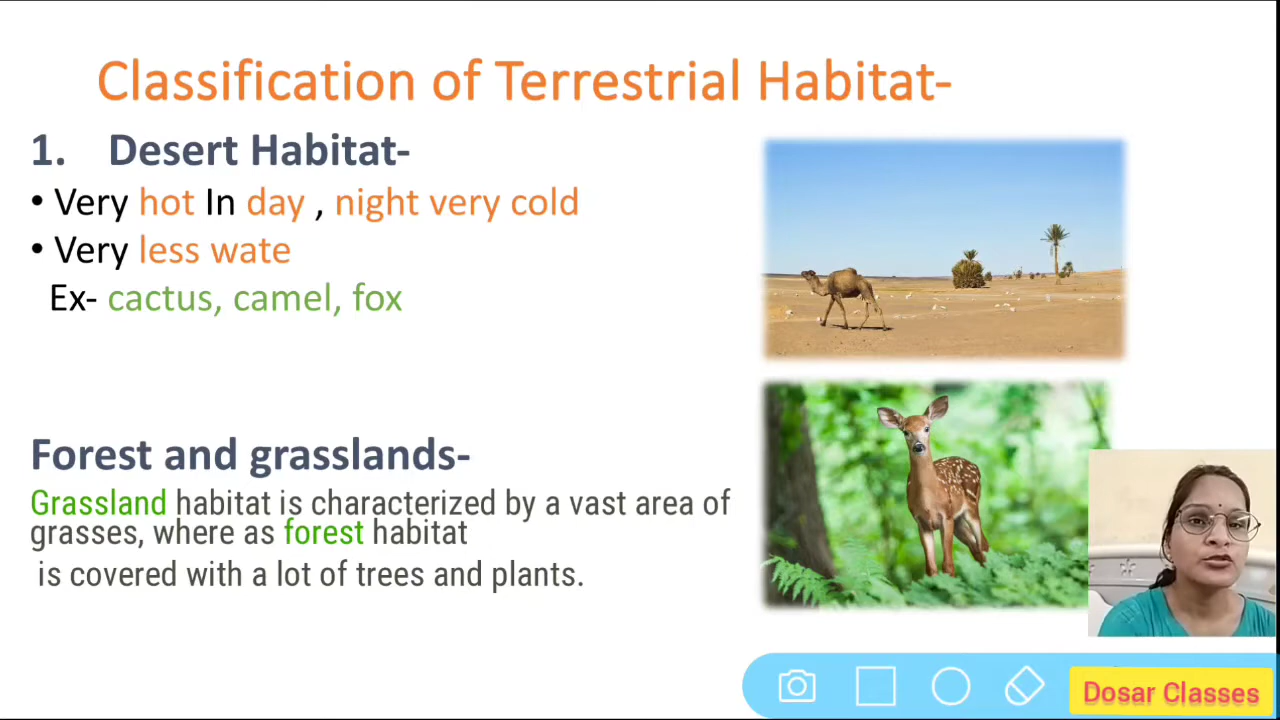 Classification of Terrestrial Habitat-
1. Desert Habitat-
• Very hot In day , night very cold
• Very less wate
Ex- cactus, camel, fox
Forest and grasslands-
Grassland habitat is characterized by a vast area of
grasses, where as forest habitat
is covered with a lot of trees and plants.
Dosar Classes